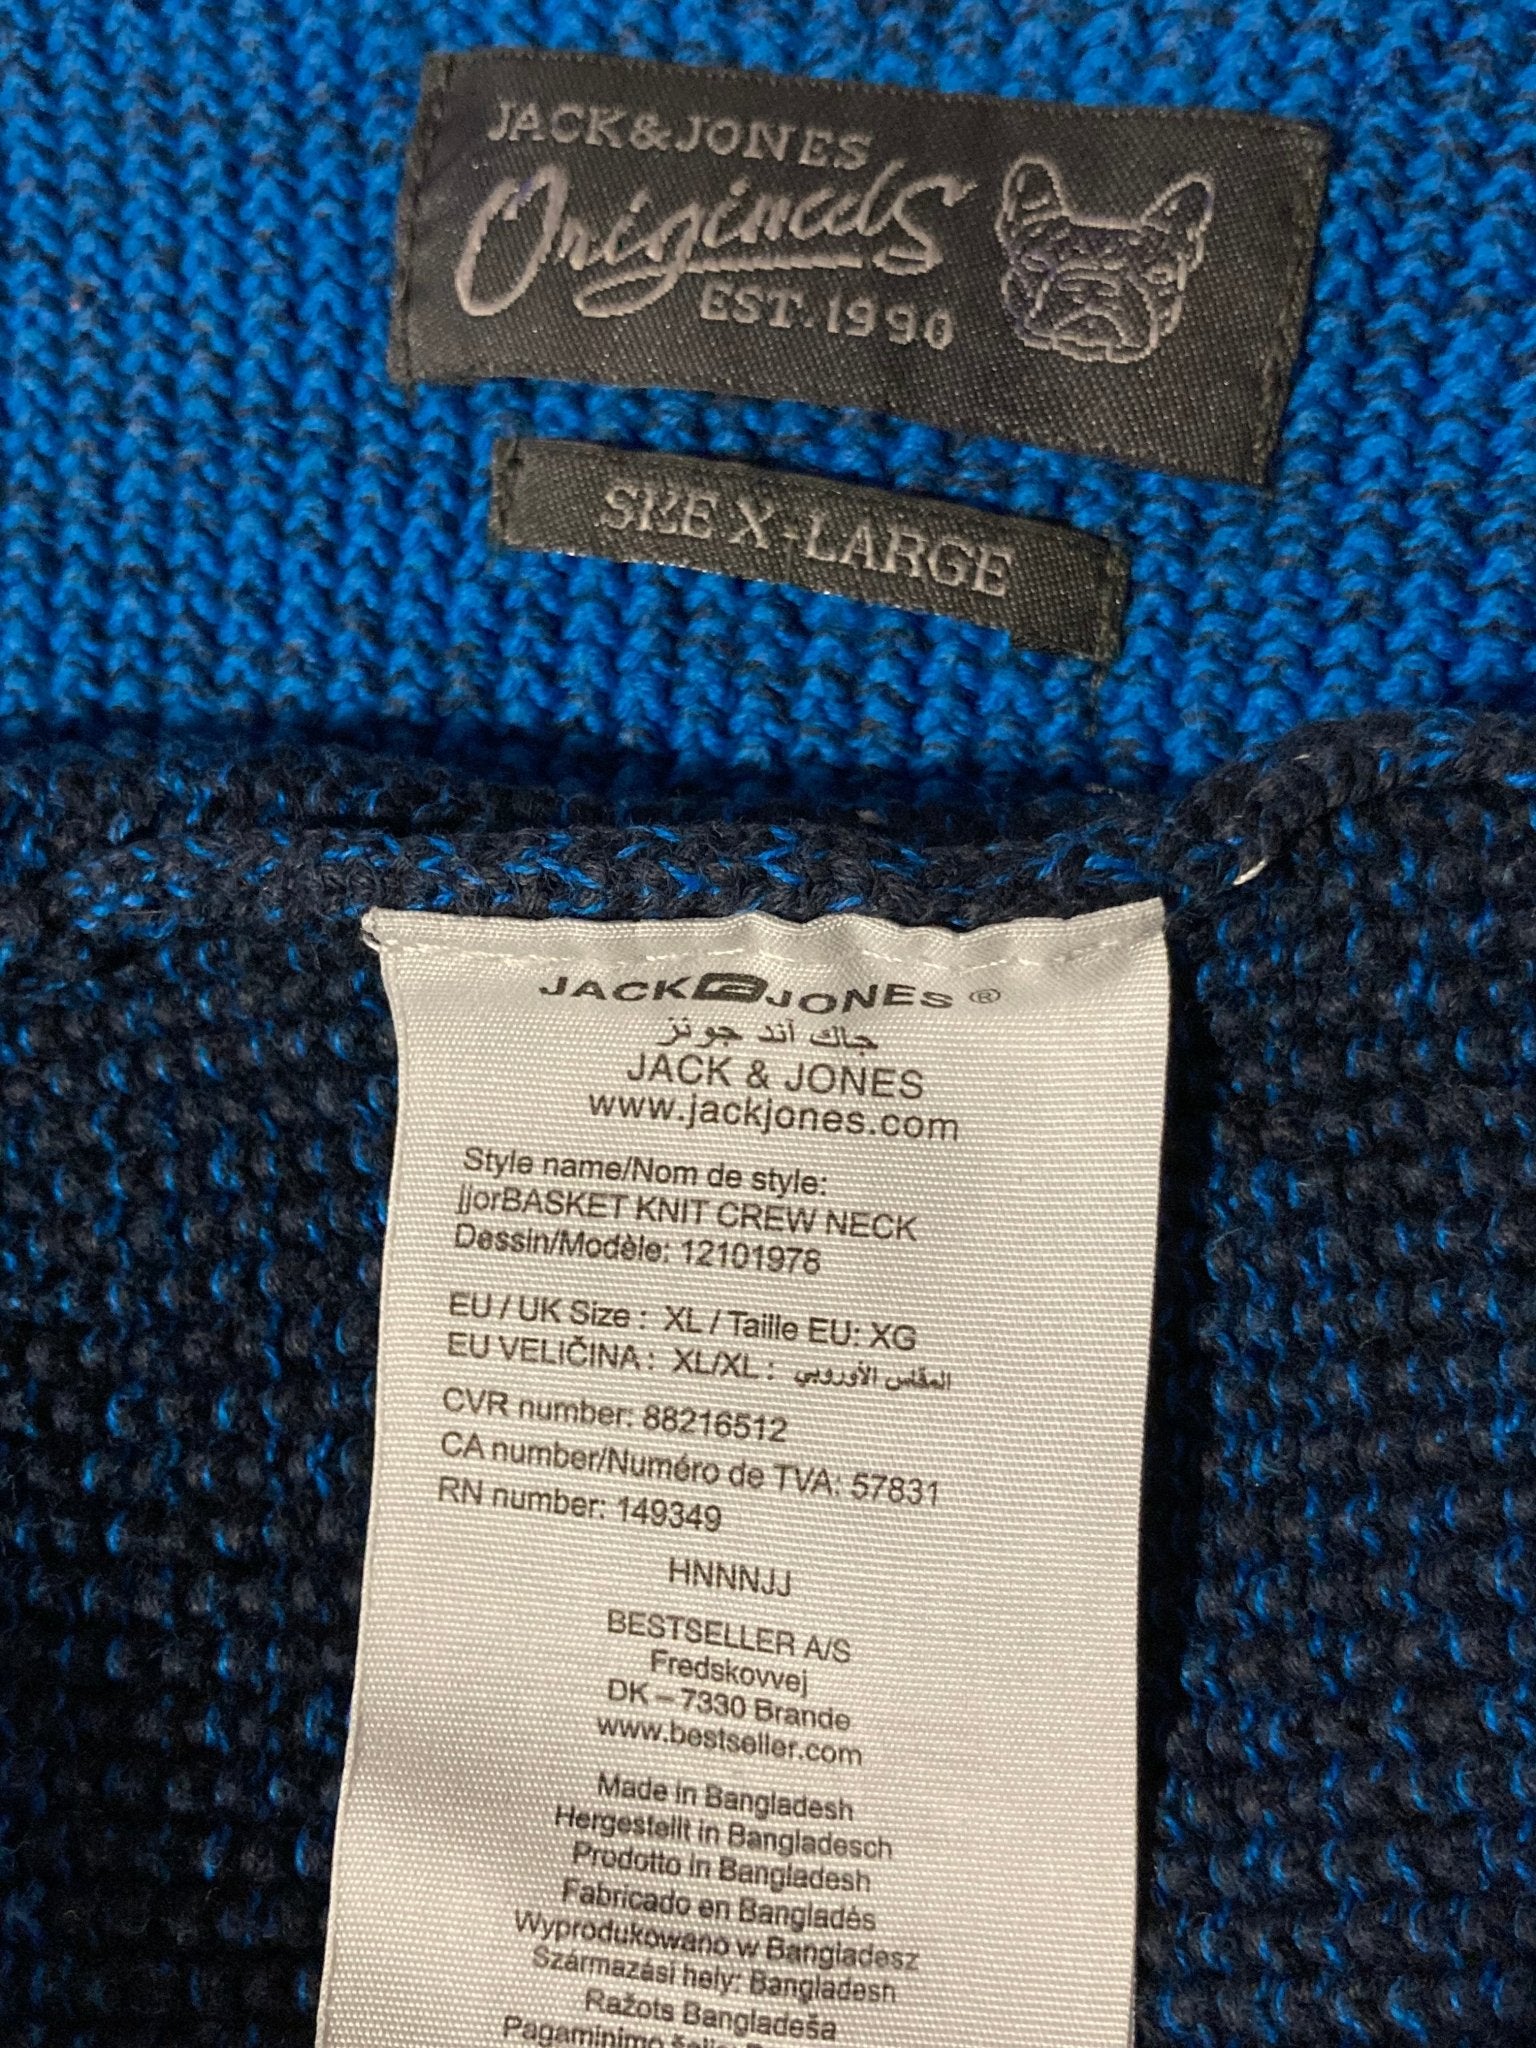 JACK&JONES
Originals
EST. 1990
SIZE X-LARGE
JACK JONES ®
جاك آند جونز
JACK & JONES
www.jackjones.com
Style name/Nom de style:
jjorBASKET KNIT CREW NECK
Dessin/Modèle: 12101978
EU / UK Size : XL / Taille EU: XG
EU VELIČINA : XL/XL : المقاس الأوروبي
CVR number: 88216512
CA number/Numéro de TVA: 57831
RN number: 149349
HNNNJJ
BESTSELLER A/S
Fredskovvej
DK – 7330 Brande
www.bestseller.com
Made in Bangladesh
Hergestellt in Bangladesch
Prodotto in Bangladesh
Fabricado en Bangladés
Wyprodukowano w Bangladesz
Származási hely: Bangladesh
Ražots Bangladeša
Pagaminimo